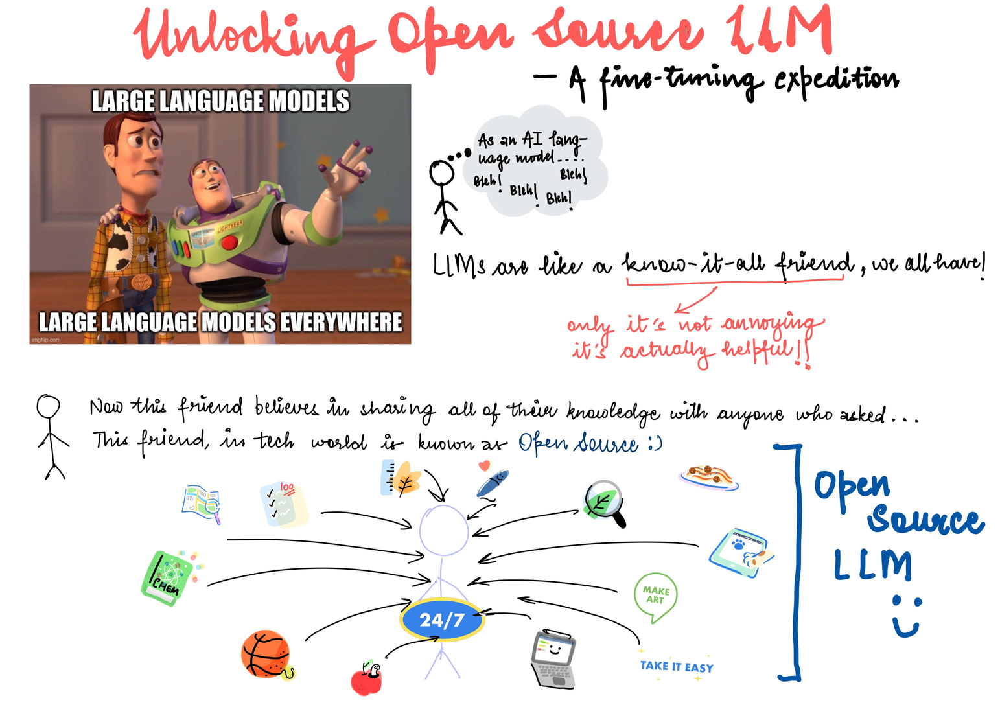 Unlocking Open Source LLM
- A fine-tuning expedition
LARGE LANGUAGE MODELS
SPACE RANGER
LIGHTYEAR
LARGE LANGUAGE MODELS EVERYWHERE
imgflip.com
As an AI lang-
uage model....
Bleh!
Bleh!
Bleh!
Bleh!
LLMs are like a know-it-all friend, we all have!
only it's not annoying
it's actually helpful!!
Now this friend believes in sharing all of their knowledge with anyone who asked...
This friend, in tech world is known as Open Source :)
100
CHEM
24/7
MAKE
ART
TAKE IT EASY
Open
Source
LLM